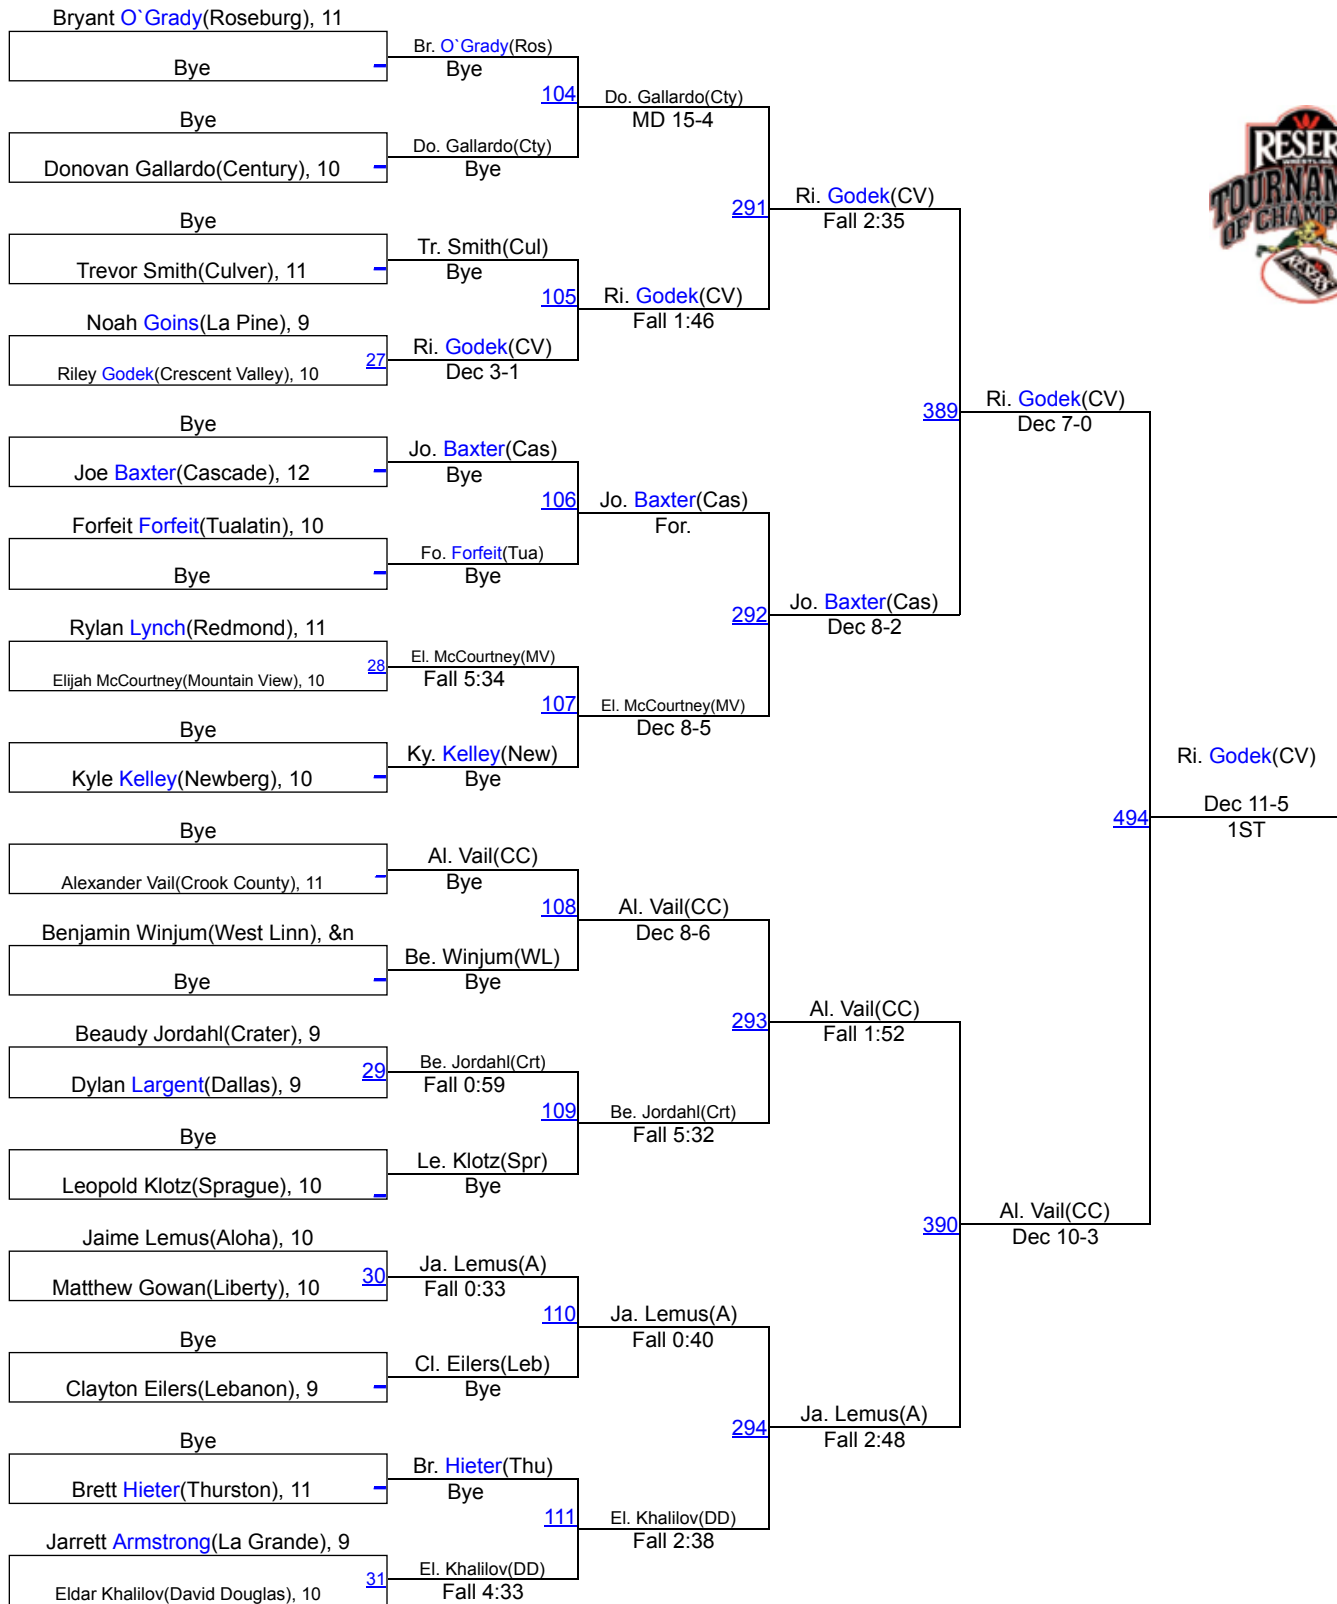 Bryant O`Grady(Roseburg), 11
Bye
Bye
Donovan Gallardo(Century), 10
Bye
Trevor Smith(Culver), 11
Noah Goins(La Pine), 9
27
Riley Godek(Crescent Valley), 10
Bye
Joe Baxter(Cascade), 12
Forfeit Forfeit(Tualatin), 10
Bye
Rylan Lynch(Redmond), 11
28
Elijah McCourtney(Mountain View), 10
Bye
Kyle Kelley(Newberg), 10
Bye
Alexander Vail(Crook County), 11
Benjamin Winjum(West Linn), &n
Bye
Beaudy Jordahl(Crater), 9
29
Dylan Largent(Dallas), 9
Bye
Leopold Klotz(Sprague), 10
Jaime Lemus(Aloha), 10
30
Matthew Gowan(Liberty), 10
Bye
Clayton Eilers(Lebanon), 9
Bye
Brett Hieter(Thurston), 11
Jarrett Armstrong(La Grande), 9
31
Eldar Khalilov(David Douglas), 10
Br. O`Grady(Ros)
Bye
104
Do. Gallardo(Cty)
Bye
Tr. Smith(Cul)
Bye
105
Ri. Godek(CV)
Dec 3-1
Jo. Baxter(Cas)
Bye
106
Fo. Forfeit(Tua)
Bye
El. McCourtney(MV)
Fall 5:34
107
Ky. Kelley(New)
Bye
Al. Vail(CC)
Bye
108
Be. Winjum(WL)
Bye
Be. Jordahl(Crt)
Fall 0:59
109
Le. Klotz(Spr)
Bye
Ja. Lemus(A)
Fall 0:33
110
Cl. Eilers(Leb)
Bye
Br. Hieter(Thu)
Bye
111
El. Khalilov(DD)
Fall 4:33
Do. Gallardo(Cty)
MD 15-4
291
Ri. Godek(CV)
Fall 1:46
Jo. Baxter(Cas)
For.
292
El. McCourtney(MV)
Dec 8-5
Al. Vail(CC)
Dec 8-6
293
Be. Jordahl(Crt)
Fall 5:32
Ja. Lemus(A)
Fall 0:40
294
El. Khalilov(DD)
Fall 2:38
Ri. Godek(CV)
Fall 2:35
389
Jo. Baxter(Cas)
Dec 8-2
Al. Vail(CC)
Fall 1:52
390
Ja. Lemus(A)
Fall 2:48
Ri. Godek(CV)
Dec 7-0
494
Al. Vail(CC)
Dec 10-3
Ri. Godek(CV)
Dec 11-5
1ST
OF